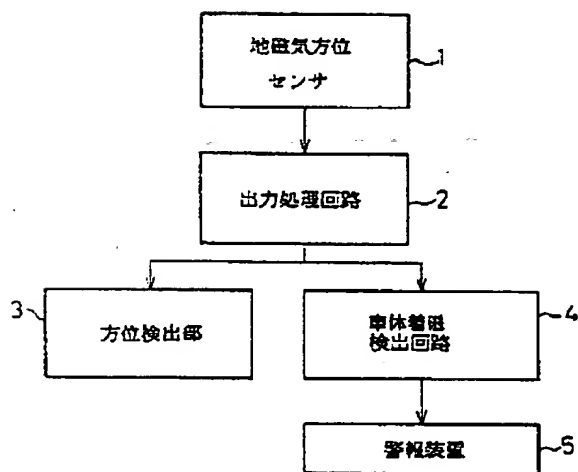 地磁気方位
センサ
1
出力処理回路
2
3
方位検出部
車体着磁
検出回路
4
警報装置
5